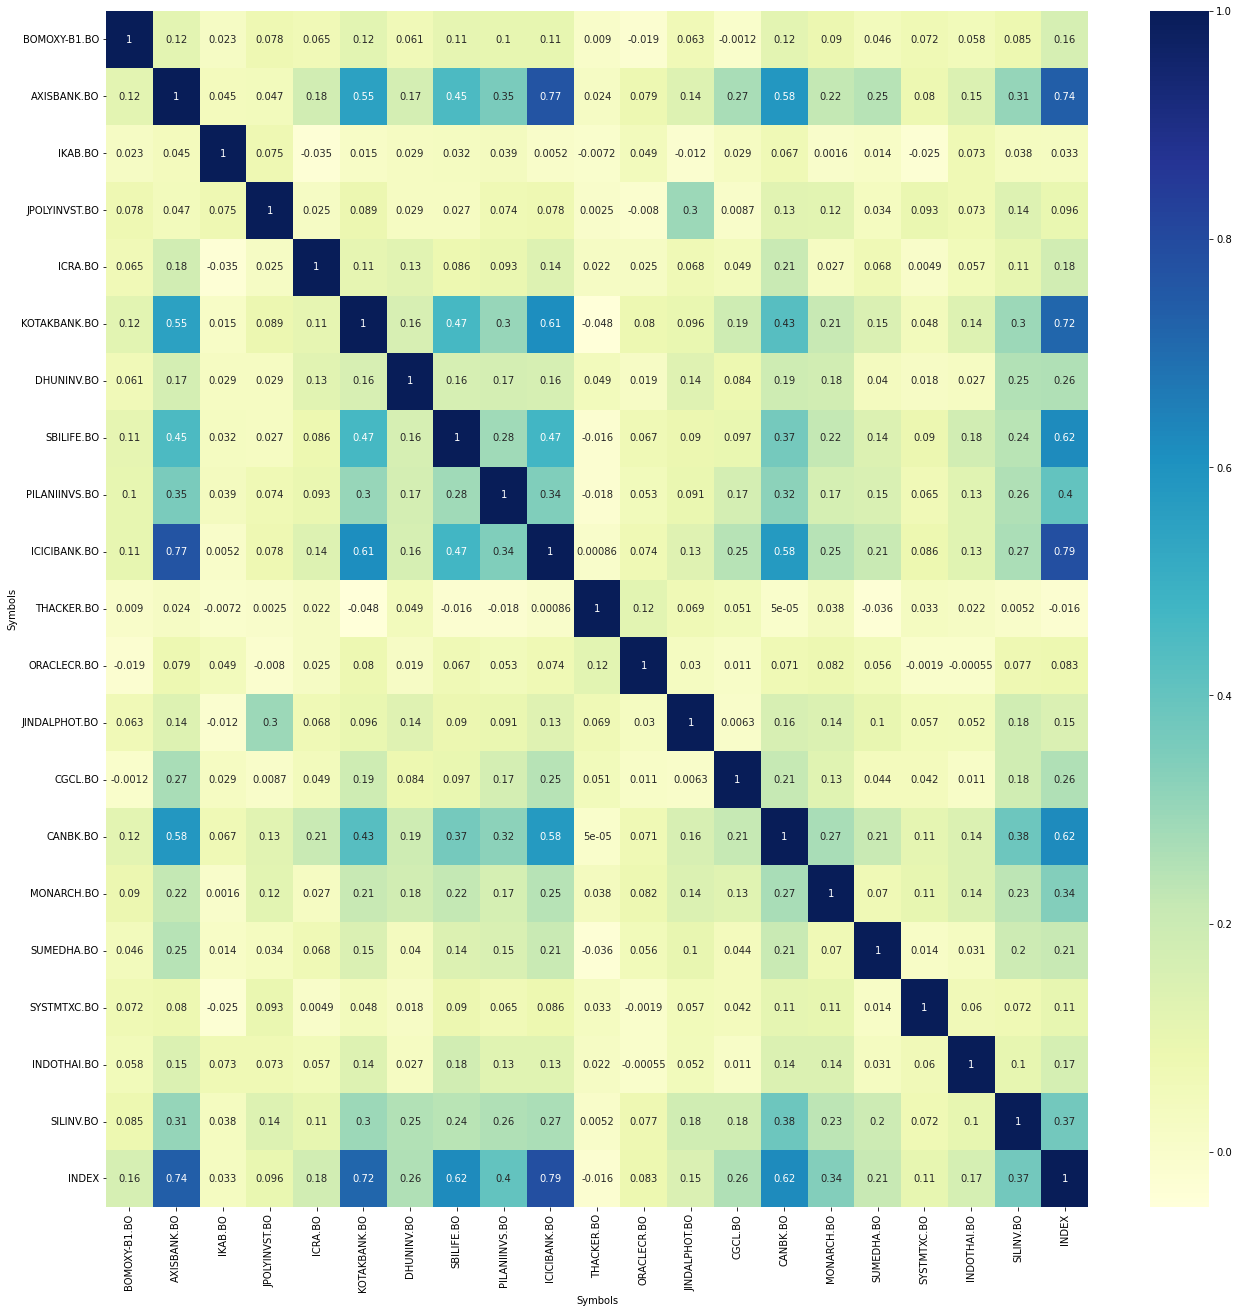 BOMOXY-B1.BO 1 0.12 0.023 0.078 0.065 0.12 0.061 0.11 0.1 0.11 0.009 -0.019 0.063 -0.0012 0.12 0.09 0.046 0.072 0.058 0.085 0.16
AXISBANK.BO 0.12 1 0.045 0.047 0.18 0.55 0.17 0.45 0.35 0.77 0.024 0.079 0.14 0.27 0.58 0.22 0.25 0.08 0.15 0.31 0.74
IKAB.BO 0.023 0.045 1 0.075 -0.035 0.015 0.029 0.032 0.039 0.0052 -0.0072 0.049 -0.012 0.029 0.067 0.0016 0.014 -0.025 0.073 0.038 0.033
JPOLYINVST.BO 0.078 0.047 0.075 1 0.025 0.089 0.029 0.027 0.074 0.078 0.0025 -0.008 0.3 0.0087 0.13 0.12 0.034 0.093 0.073 0.14 0.096
ICRA.BO 0.065 0.18 -0.035 0.025 1 0.11 0.13 0.086 0.093 0.14 0.022 0.025 0.068 0.049 0.21 0.027 0.068 0.0049 0.057 0.11 0.18
KOTAKBANK.BO 0.12 0.55 0.015 0.089 0.11 1 0.16 0.47 0.3 0.61 -0.048 0.08 0.096 0.19 0.43 0.21 0.15 0.048 0.14 0.3 0.72
DHUNINV.BO 0.061 0.17 0.029 0.029 0.13 0.16 1 0.16 0.17 0.16 0.049 0.019 0.14 0.084 0.19 0.18 0.04 0.018 0.027 0.25 0.26
SBILIFE.BO 0.11 0.45 0.032 0.027 0.086 0.47 0.16 1 0.28 0.47 -0.016 0.067 0.09 0.097 0.37 0.22 0.14 0.09 0.18 0.24 0.62
PILANIINVS.BO 0.1 0.35 0.039 0.074 0.093 0.3 0.17 0.28 1 0.34 -0.018 0.053 0.091 0.17 0.32 0.17 0.15 0.065 0.13 0.26 0.4
ICICIBANK.BO 0.11 0.77 0.0052 0.078 0.14 0.61 0.16 0.47 0.34 1 0.00086 0.074 0.13 0.25 0.58 0.25 0.21 0.086 0.13 0.27 0.79
THACKER.BO 0.009 0.024 -0.0072 0.0025 0.022 -0.048 0.049 -0.016 -0.018 0.00086 1 0.12 0.069 0.051 5e-05 0.038 -0.036 0.033 0.022 0.0052 -0.016
ORACLECR.BO -0.019 0.079 0.049 -0.008 0.025 0.08 0.019 0.067 0.053 0.074 0.12 1 0.03 0.011 0.071 0.082 0.056 -0.0019 -0.00055 0.077 0.083
JINDALPHOT.BO 0.063 0.14 -0.012 0.3 0.068 0.096 0.14 0.09 0.091 0.13 0.069 0.03 1 0.0063 0.16 0.14 0.1 0.057 0.052 0.18 0.15
CGCL.BO -0.0012 0.27 0.029 0.0087 0.049 0.19 0.084 0.097 0.17 0.25 0.051 0.011 0.0063 1 0.21 0.13 0.044 0.042 0.011 0.18 0.26
CANBK.BO 0.12 0.58 0.067 0.13 0.21 0.43 0.19 0.37 0.32 0.58 5e-05 0.071 0.16 0.21 1 0.27 0.21 0.11 0.14 0.38 0.62
MONARCH.BO 0.09 0.22 0.0016 0.12 0.027 0.21 0.18 0.22 0.17 0.25 0.038 0.082 0.14 0.13 0.27 1 0.07 0.11 0.14 0.23 0.34
SUMEDHA.BO 0.046 0.25 0.014 0.034 0.068 0.15 0.04 0.14 0.15 0.21 -0.036 0.056 0.1 0.044 0.21 0.07 1 0.014 0.031 0.2 0.21
SYSTMTXC.BO 0.072 0.08 -0.025 0.093 0.0049 0.048 0.018 0.09 0.065 0.086 0.033 -0.0019 0.057 0.042 0.11 0.11 0.014 1 0.06 0.072 0.11
INDOTHAI.BO 0.058 0.15 0.073 0.073 0.057 0.14 0.027 0.18 0.13 0.13 0.022 -0.00055 0.052 0.011 0.14 0.14 0.031 0.06 1 0.1 0.17
SILINV.BO 0.085 0.31 0.038 0.14 0.11 0.3 0.25 0.24 0.26 0.27 0.0052 0.077 0.18 0.18 0.38 0.23 0.2 0.072 0.1 1 0.37
INDEX 0.16 0.74 0.033 0.096 0.18 0.72 0.26 0.62 0.4 0.79 -0.016 0.083 0.15 0.26 0.62 0.34 0.21 0.11 0.17 0.37 1
Symbols
BOMOXY-B1.BO
AXISBANK.BO
IKAB.BO
JPOLYINVST.BO
ICRA.BO
KOTAKBANK.BO
DHUNINV.BO
SBILIFE.BO
PILANIINVS.BO
ICICIBANK.BO
THACKER.BO
ORACLECR.BO
JINDALPHOT.BO
CGCL.BO
CANBK.BO
MONARCH.BO
SUMEDHA.BO
SYSTMTXC.BO
INDOTHAI.BO
SILINV.BO
INDEX
Symbols
1.0
0.8
0.6
0.4
0.2
0.0